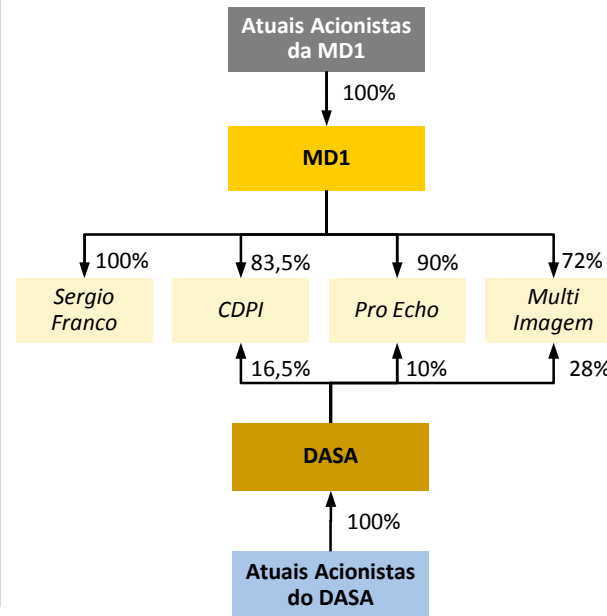 Atuais Acionistas
da MD1
100%
MD1
100%
83,5%
90%
72%
Sergio
Franco
CDPI
Pro Echo
Multi
Imagem
16,5%
10%
28%
DASA
100%
Atuais Acionistas
do DASA